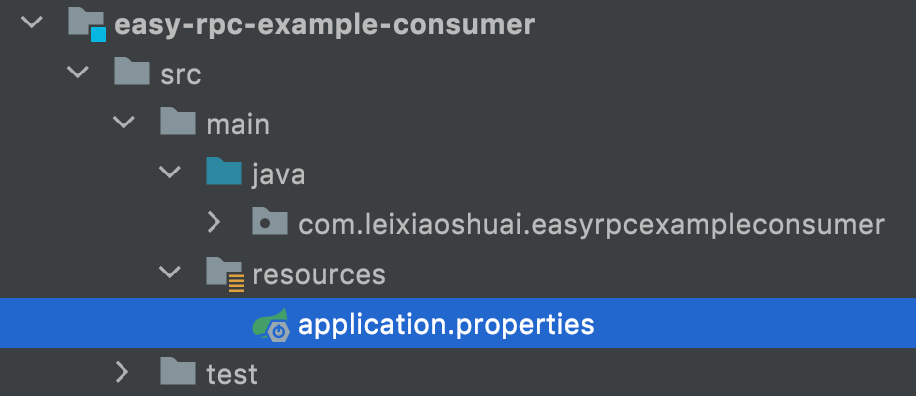 easy-rpc-example-consumer
src
main
java
com.leixiaoshuai.easyrpcexampleconsumer
resources
application.properties
test